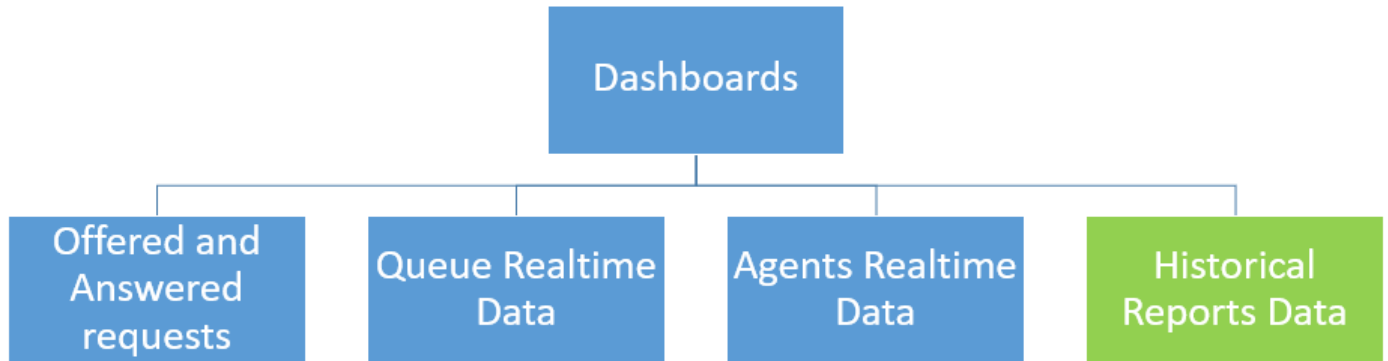 Dashboards
Offered and
Answered
requests
Queue Realtime
Data
Agents Realtime
Data
Historical
Reports Data